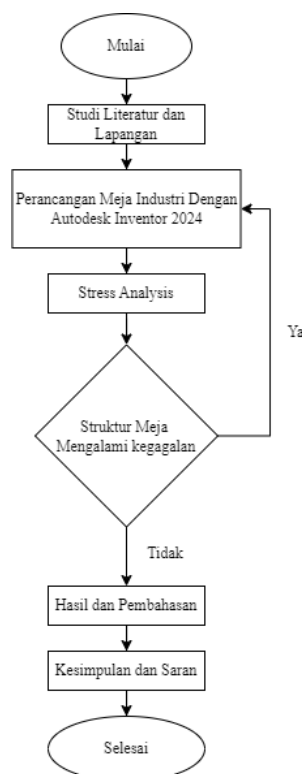 Mulai
Studi Literatur dan
Lapangan
Perancangan Meja Industri Dengan
Autodesk Inventor 2024
Stress Analysis
Ya
Struktur Meja
Mengalami kegagalan
Tidak
Hasil dan Pembahasan
Kesimpulan dan Saran
Selesai